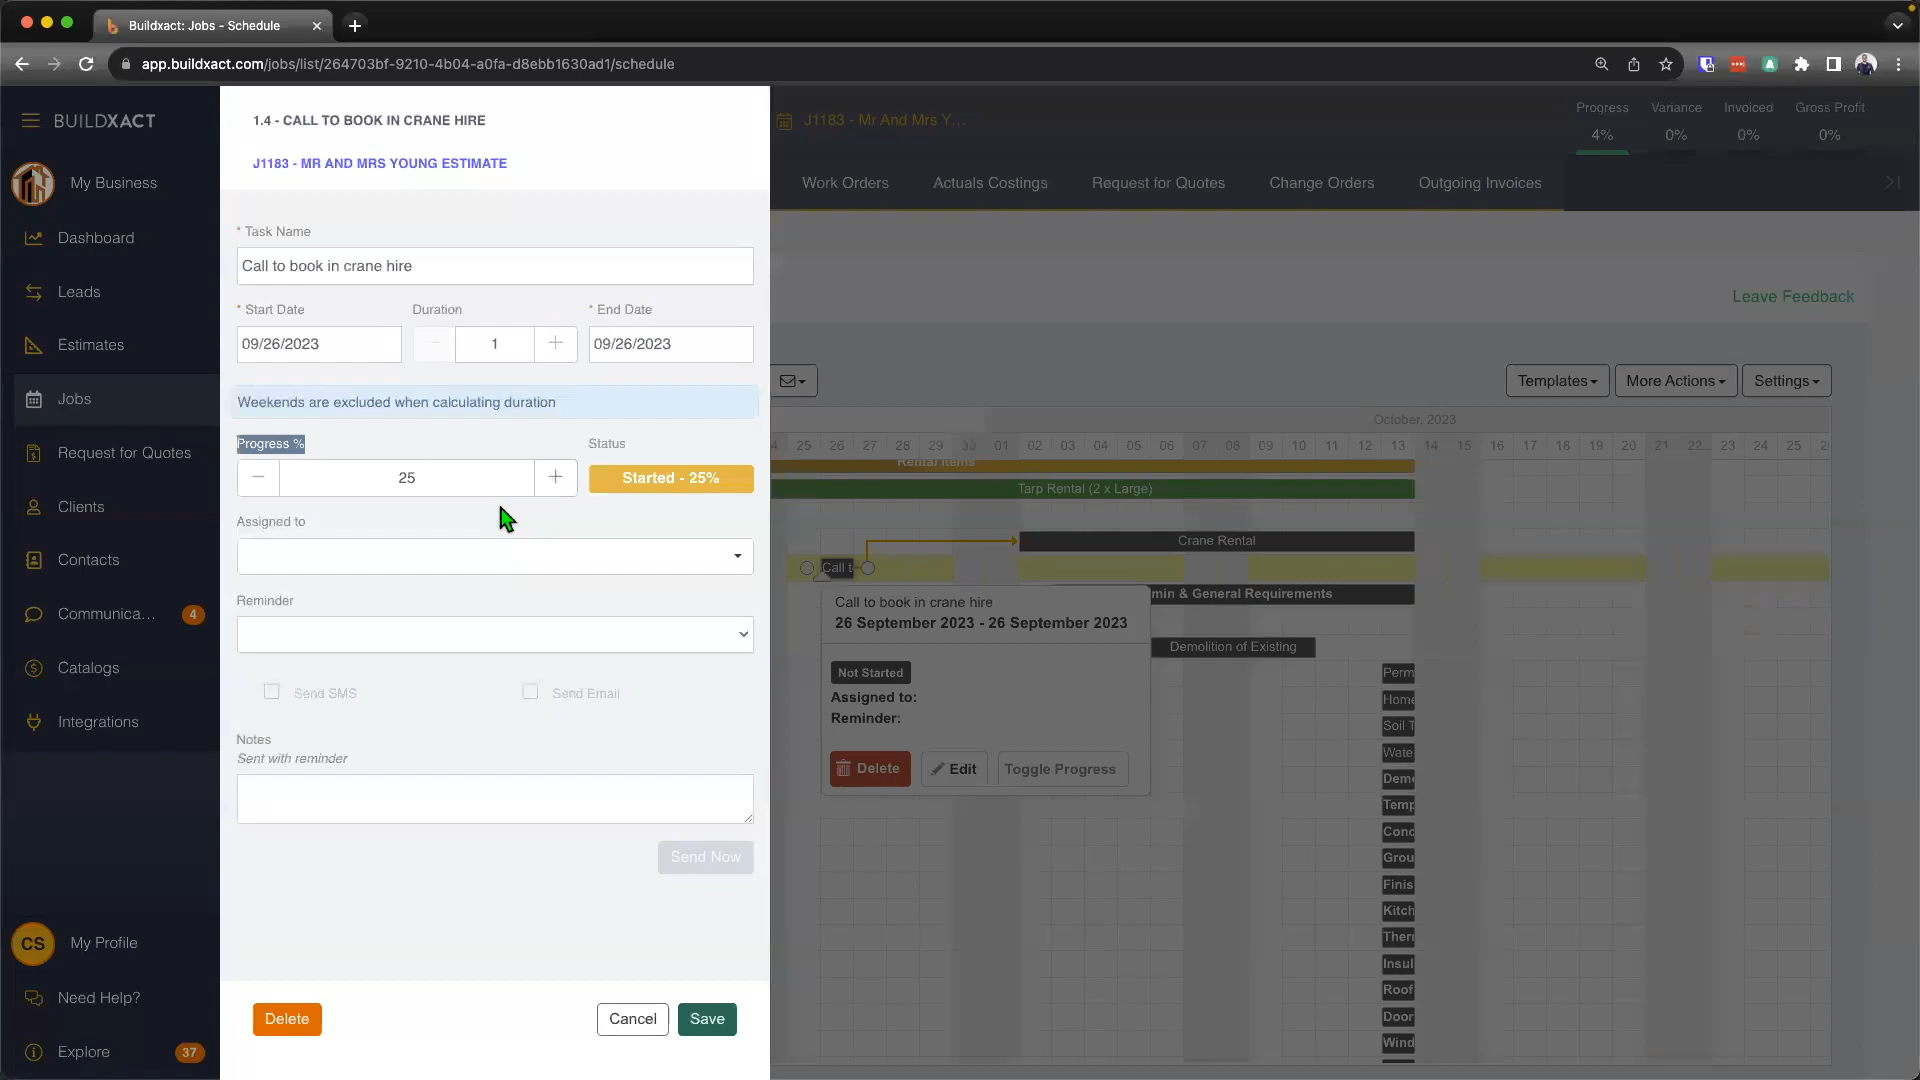 Buildxact: Jobs - Schedule
app.buildxact.com/jobs/list/264703bf-9210-4b04-a0fa-d8ebb1630ad1/schedule
BUILDXACT
My Business
Dashboard
Leads
Estimates
Jobs
Request for Quotes
Clients
Contacts
Communica... 4
Catalogs
Integrations
CS My Profile
Need Help?
Explore 37
1.4 - CALL TO BOOK IN CRANE HIRE
J1183 - MR AND MRS YOUNG ESTIMATE
* Task Name
Call to book in crane hire
* Start Date Duration * End Date
09/26/2023 1 09/26/2023
Weekends are excluded when calculating duration
Progress % Status
25 Started - 25%
Assigned to
Reminder
Send SMS Send Email
Notes
Sent with reminder
Send Now
Delete Cancel Save
J1183 - Mr And Mrs Y...
Progress Variance Invoiced Gross Profit
4% 0% 0% 0%
Work Orders Actuals Costings Request for Quotes Change Orders Outgoing Invoices
Leave Feedback
Templates More Actions Settings
October, 2023
4 25 26 27 28 29 30 01 02 03 04 05 06 07 08 09 10 11 12 13 14 15 16 17 18 19 20 21 22 23 24 25 2
Rental Items
Tarp Rental (2 x Large)
Crane Rental
Call t
min & General Requirements
Call to book in crane hire
26 September 2023 - 26 September 2023
Demolition of Existing
Not Started
Assigned to:
Reminder:
Delete Edit Toggle Progress
Perm
Home
Soil T
Wate
Demo
Temp
Conc
Grou
Finis
Kitch
Ther
Insul
Roof
Door
Wind